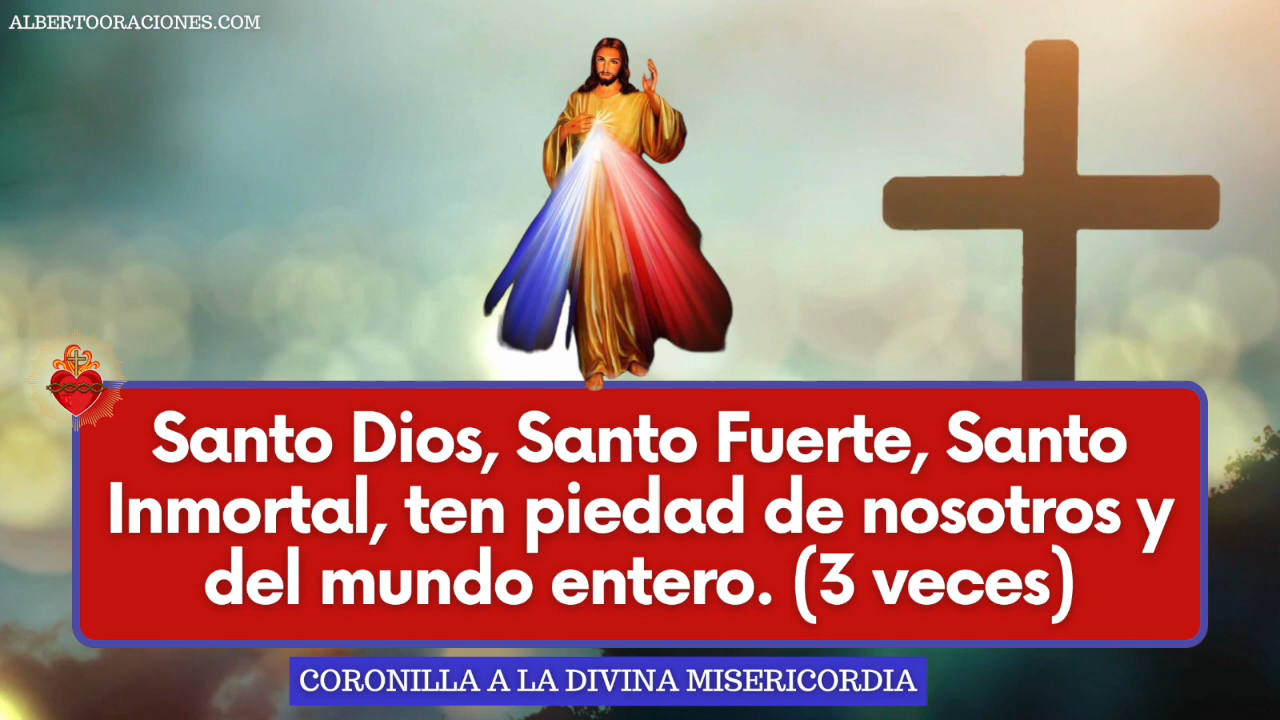 ALBERTOORACIONES.COM
Santo Dios, Santo Fuerte, Santo
Inmortal, ten piedad de nosotros y
del mundo entero. (3 veces)
CORONILLA A LA DIVINA MISERICORDIA